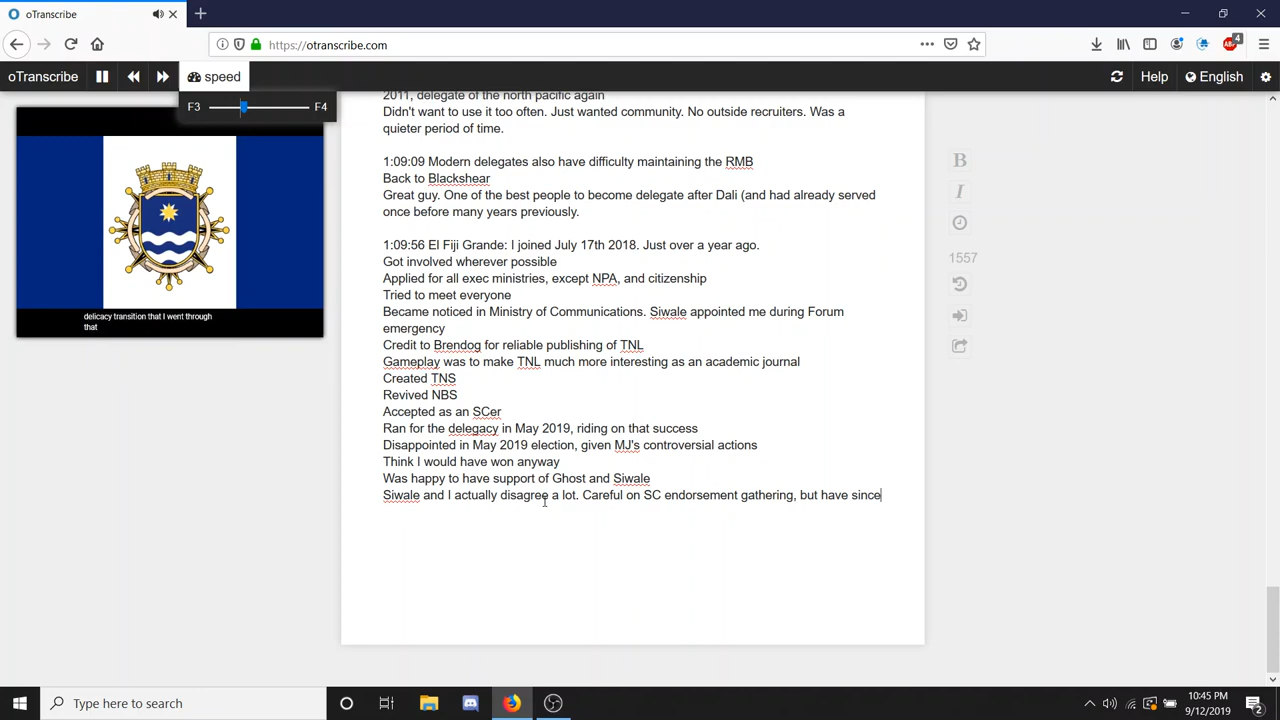 oTranscribe
https://otranscribe.com
4
oTranscribe
speed
Help
English
F3
F4
delicacy transition that I went through
that
2011, delegate of the north pacific again
Didn't want to use it too often. Just wanted community. No outside recruiters. Was a
quieter period of time.
1:09:09 Modern delegates also have difficulty maintaining the RMB
Back to Blackshear
Great guy. One of the best people to become delegate after Dali (and had already served
once before many years previously.
1:09:56 El Fiji Grande: I joined July 17th 2018. Just over a year ago.
Got involved wherever possible
Applied for all exec ministries, except NPA, and citizenship
Tried to meet everyone
Became noticed in Ministry of Communications. Siwale appointed me during Forum
emergency
Credit to Brendog for reliable publishing of TNL
Gameplay was to make TNL much more interesting as an academic journal
Created TNS
Revived NBS
Accepted as an SCer
Ran for the delegacy in May 2019, riding on that success
Disappointed in May 2019 election, given MJ's controversial actions
Think I would have won anyway
Was happy to have support of Ghost and Siwale
Siwale and I actually disagree a lot. Careful on SC endorsement gathering, but have since
B
I
1557
Type here to search
10:45 PM
9/12/2019
2